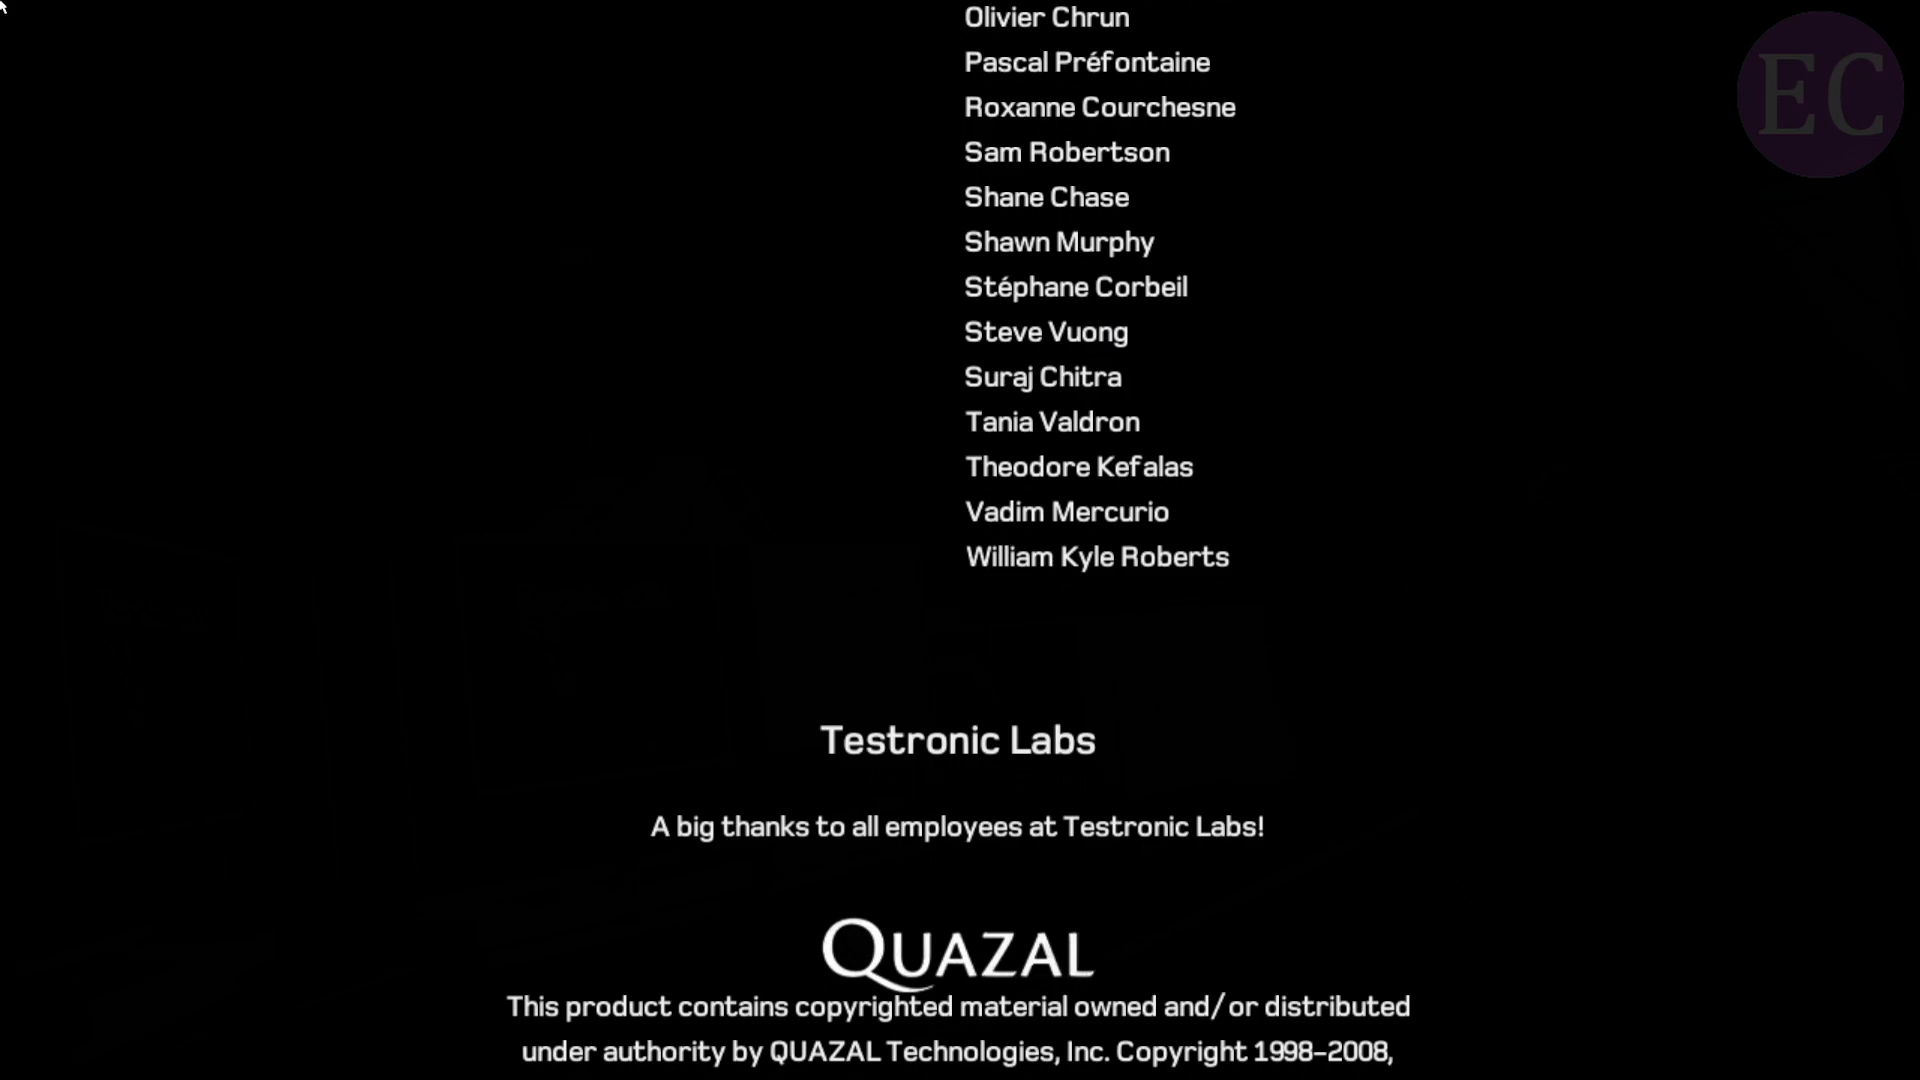 Olivier Chrun
EC
Pascal Préfontaine
Roxanne Courchesne
Sam Robertson
Shane Chase
Shawn Murphy
Stéphane Corbeil
Steve Vuong
Suraj Chitra
Tania Valdron
Theodore Kefalas
Vadim Mercurio
William Kyle Roberts
Testronic Labs
A big thanks to all employees at Testronic Labs!
QUAZAL
This product contains copyrighted material owned and/or distributed
under authority by QUAZAL Technologies, Inc. Copyright 1998-2008,